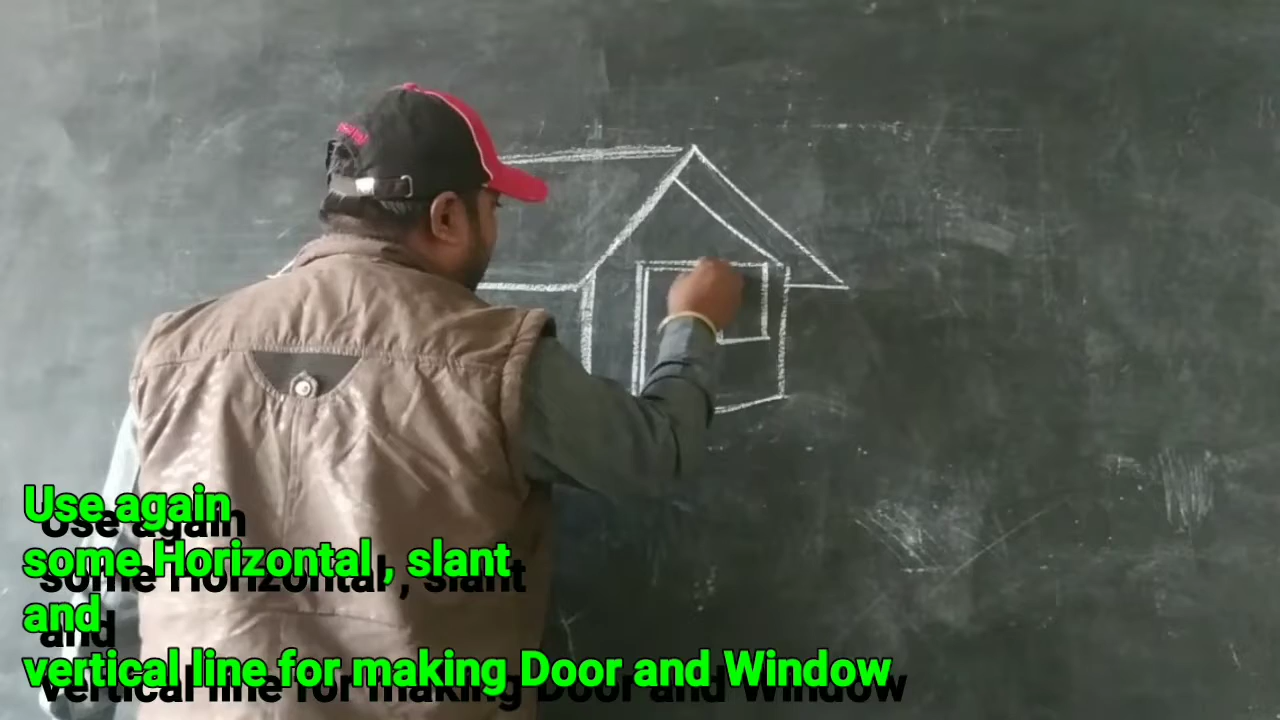 Use again
some Horizontal , slant
and
vertical line for making Door and Window